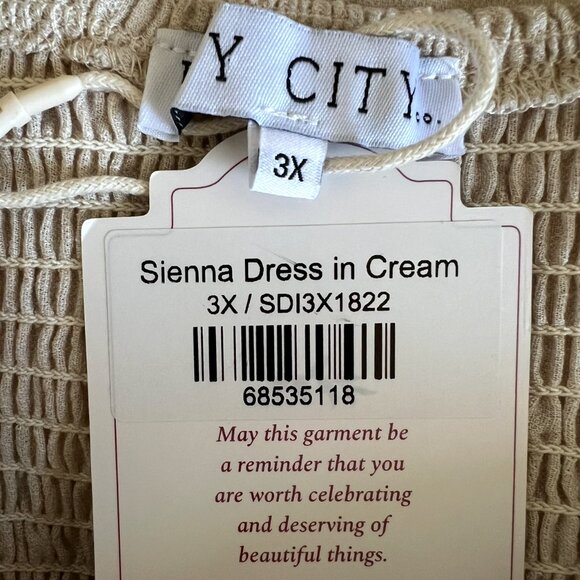 Y CITY
co.
3X
Sienna Dress in Cream
3X / SDI3X1822
68535118
May this garment be
a reminder that you
are worth celebrating
and deserving of
beautiful things.